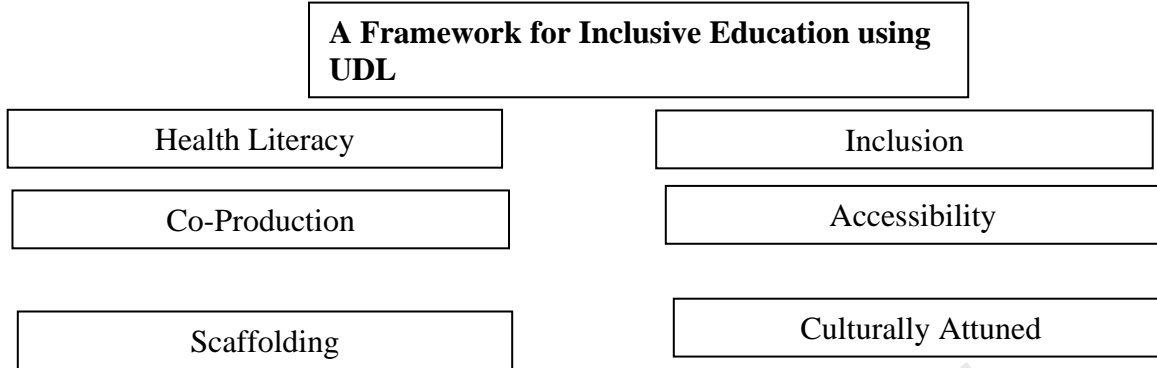 A Framework for Inclusive Education using
UDL
Health Literacy
Inclusion
Co-Production
Accessibility
Scaffolding
Culturally Attuned